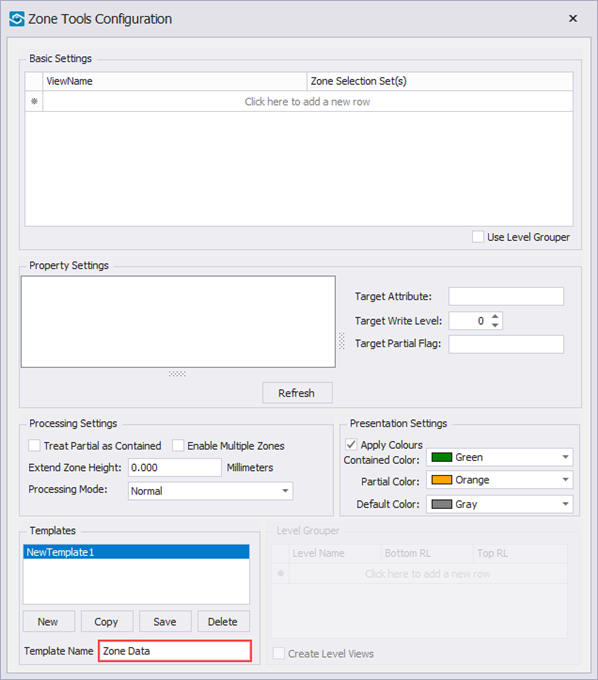 Zone Tools Configuration
Basic Settings
ViewName
Zone Selection Set(s)
Click here to add a new row
Use Level Grouper
Property Settings
Target Attribute:
Target Write Level: 0
Target Partial Flag:
Refresh
Processing Settings
Treat Partial as Contained
Enable Multiple Zones
Extend Zone Height: 0.000 Millimeters
Processing Mode: Normal
Presentation Settings
Apply Colours
Contained Color: Green
Partial Color: Orange
Default Color: Gray
Templates
NewTemplate1
New
Copy
Save
Delete
Template Name Zone Data
Level Grouper
Level Name
Bottom RL
Top RL
Click here to add a new row
Create Level Views